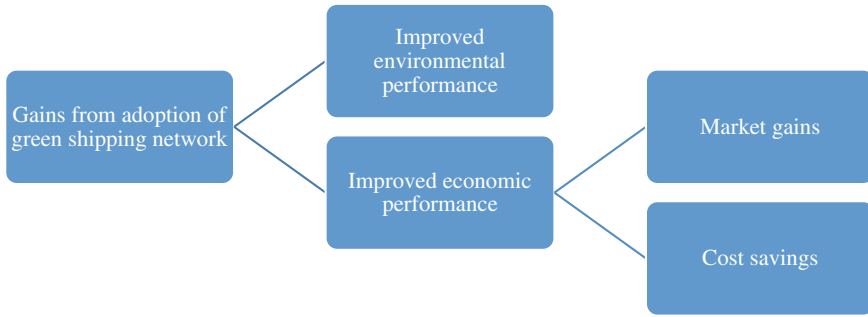 Gains from adoption of
green shipping network
Improved
environmental
performance
Improved economic
performance
Market gains
Cost savings